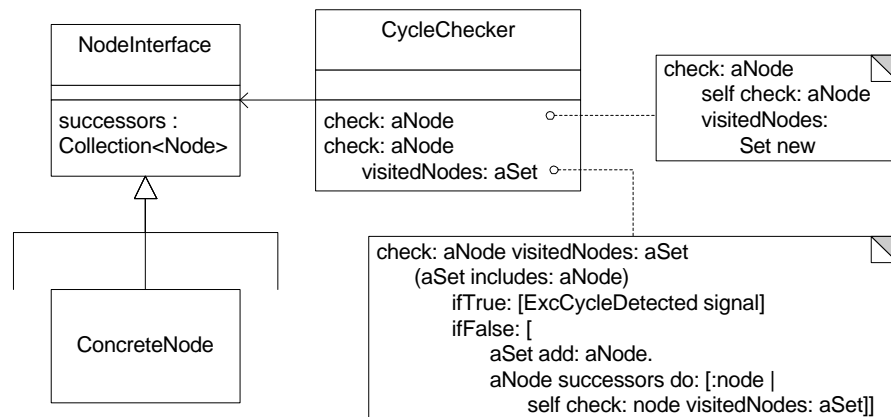 NodeInterface
successors :
Collection<Node>
CycleChecker
check: aNode
check: aNode
visitedNodes: aSet
check: aNode
self check: aNode
visitedNodes:
Set new
ConcreteNode
check: aNode visitedNodes: aSet
(aSet includes: aNode)
ifTrue: [ExcCycleDetected signal]
ifFalse: [
aSet add: aNode.
aNode successors do: [:node |
self check: node visitedNodes: aSet]]